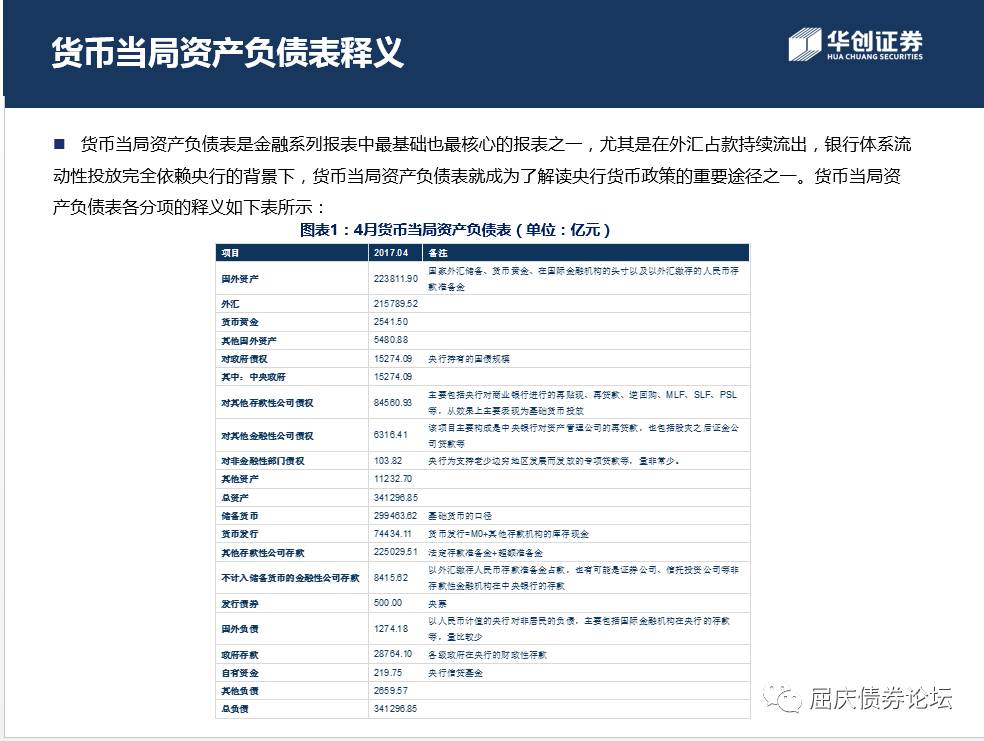 货币当局资产负债表释义
华创证券
HUA CHUANG SECURITIES
■ 货币当局资产负债表是金融系列报表中最基础也最核心的报表之一，尤其是在外汇占款持续流出，银行体系流
动性投放完全依赖央行的背景下，货币当局资产负债表就成为了解读央行货币政策的重要途径之一。货币当局资
产负债表各分项的释义如下表所示：
图表1：4月货币当局资产负债表（单位：亿元）
项目 2017.04 备注
国外资产 223811.90 国家外汇储备、货币黄金、在国际金融机构的头寸以及以外汇缴存的人民币存
款准备金
外汇 215789.52
货币黄金 2541.50
其他国外资产 5480.88
对政府债权 15274.09 央行持有的国债规模
其中：中央政府 15274.09
对其他存款性公司债权 84560.93 主要包括央行对商业银行进行的再贴现、再贷款、逆回购、MLF、SLF、PSL
等，从效果上主要表现为基础货币投放
对其他金融性公司债权 6316.41 该项目主要构成是中央银行对资产管理公司的再贷款，也包括股灾之后证金公
司贷款等
对非金融性部门债权 103.82 央行为支持老少边穷地区发展而发放的专项贷款等，量非常少。
其他资产 11232.70
总资产 341296.85
储备货币 299463.62 基础货币的口径
货币发行 74434.11 货币发行=M0+其他存款机构的库存现金
其他存款性公司存款 225029.51 法定存款准备金+超额准备金
不计入储备货币的金融性公司存款 8415.62 以外汇缴存人民币存款准备金占款，也有可能是证券公司、信托投资公司等非
存款性金融机构在中央银行的存款
发行债券 500.00 央票
国外负债 1274.18 以人民币计值的央行对非居民的负债，主要包括国际金融机构在央行的存款
等，量比较少
政府存款 28764.10 各级政府在央行的财政性存款
自有资金 219.75 央行信贷基金
其他负债 2659.57
总负债 341296.85
屈庆债券论坛